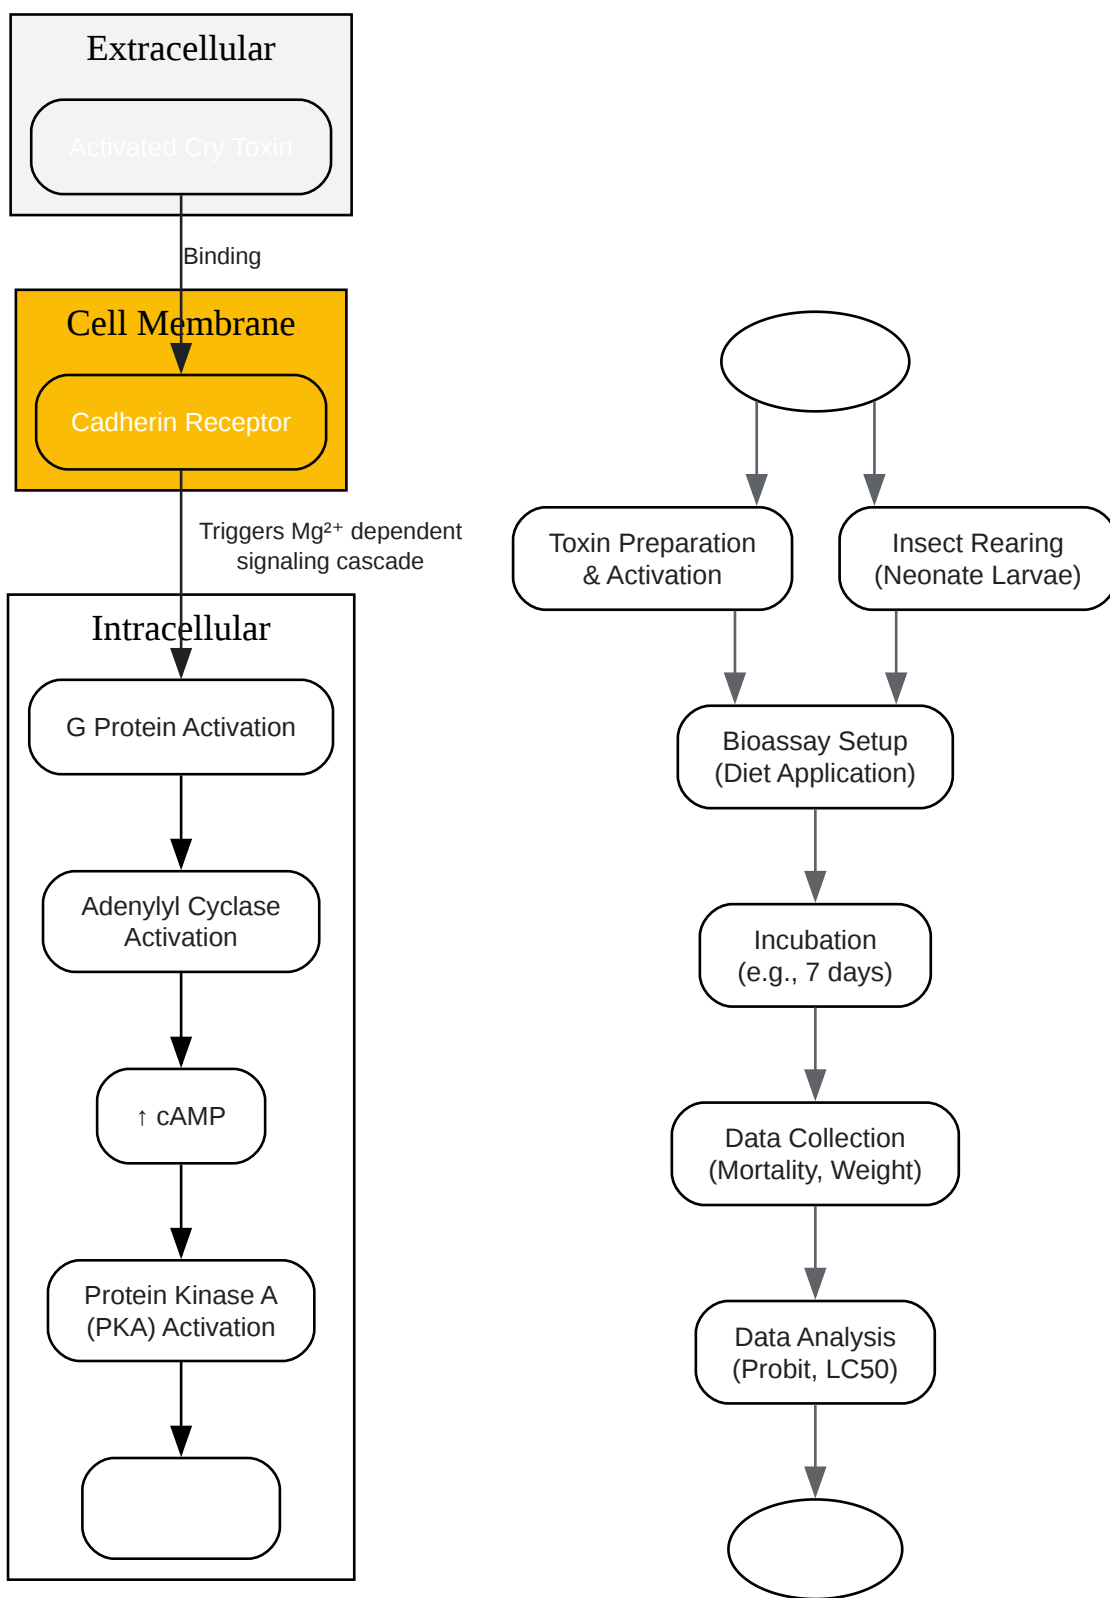 Extracellular
Activated Cry Toxin
Binding
Cell Membrane
Cadherin Receptor
Triggers Mg²⁺ dependent
signaling cascade
Intracellular
G Protein Activation
Adenylyl Cyclase
Activation
↑ cAMP
Protein Kinase A
(PKA) Activation
Toxin Preparation
& Activation
Insect Rearing
(Neonate Larvae)
Bioassay Setup
(Diet Application)
Incubation
(e.g., 7 days)
Data Collection
(Mortality, Weight)
Data Analysis
(Probit, LC50)